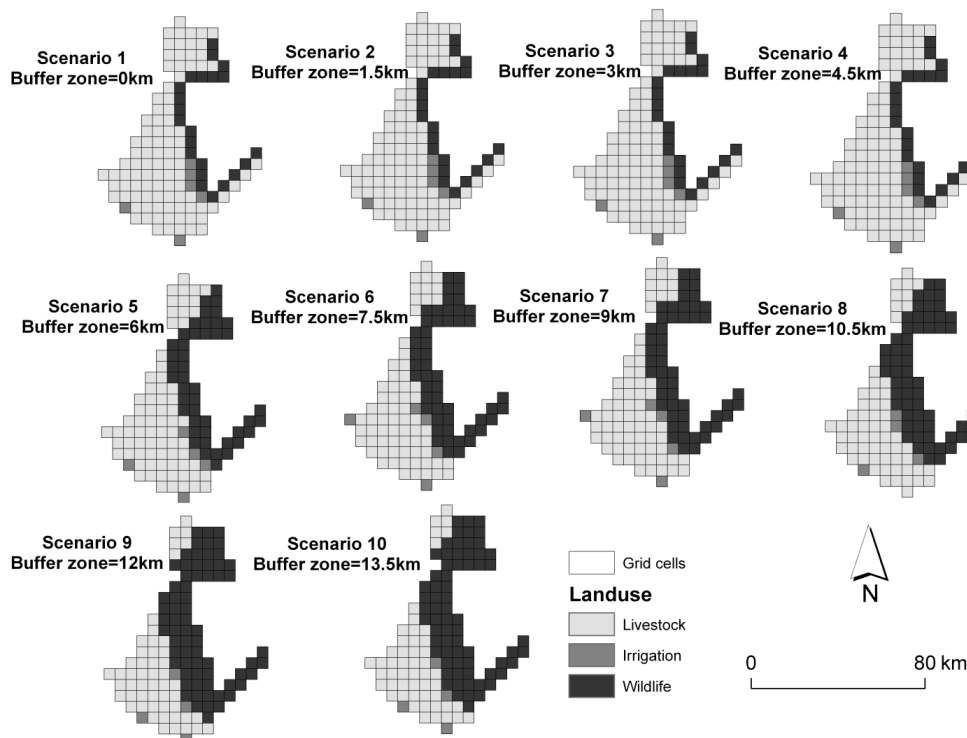 Scenario 1
Buffer zone=0km
Scenario 2
Buffer zone=1.5km
Scenario 3
Buffer zone=3km
Scenario 4
Buffer zone=4.5km
Scenario 5
Buffer zone=6km
Scenario 6
Buffer zone=7.5km
Scenario 7
Buffer zone=9km
Scenario 8
Buffer zone=10.5km
Scenario 9
Buffer zone=12km
Scenario 10
Buffer zone=13.5km
Grid cells
Landuse
Livestock
Irrigation
Wildlife
N
0 80 km